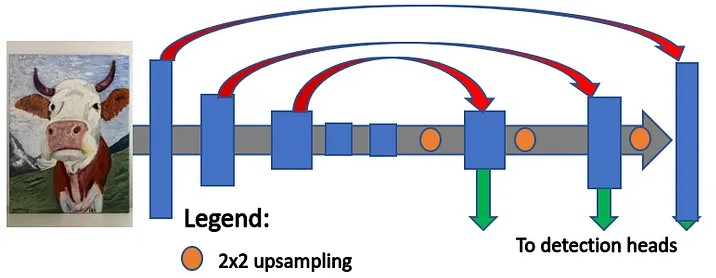 To detection heads
Legend:
2x2 upsampling